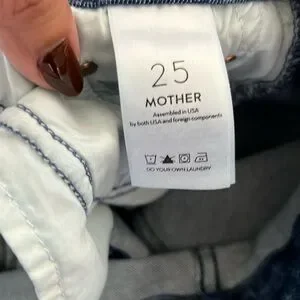 25
MOTHER
Assembled in USA
by both USA and foreign components
DO YOUR OWN LAUNDRY